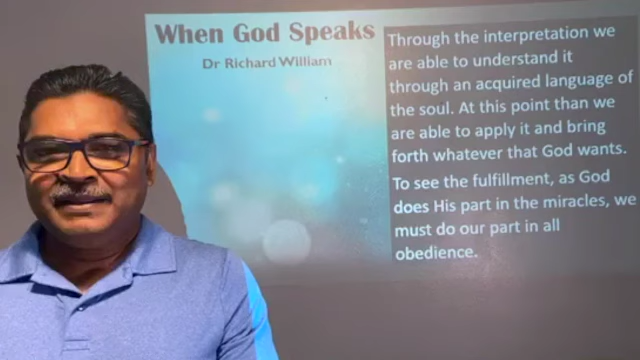 When God Speaks
Dr Richard William
Through the interpretation we
are able to understand it
through an acquired language of
the soul. At this point than we
are able to apply it and bring
forth whatever that God wants.
To see the fulfillment, as God
does His part in the miracles, we
must do our part in all
obedience.